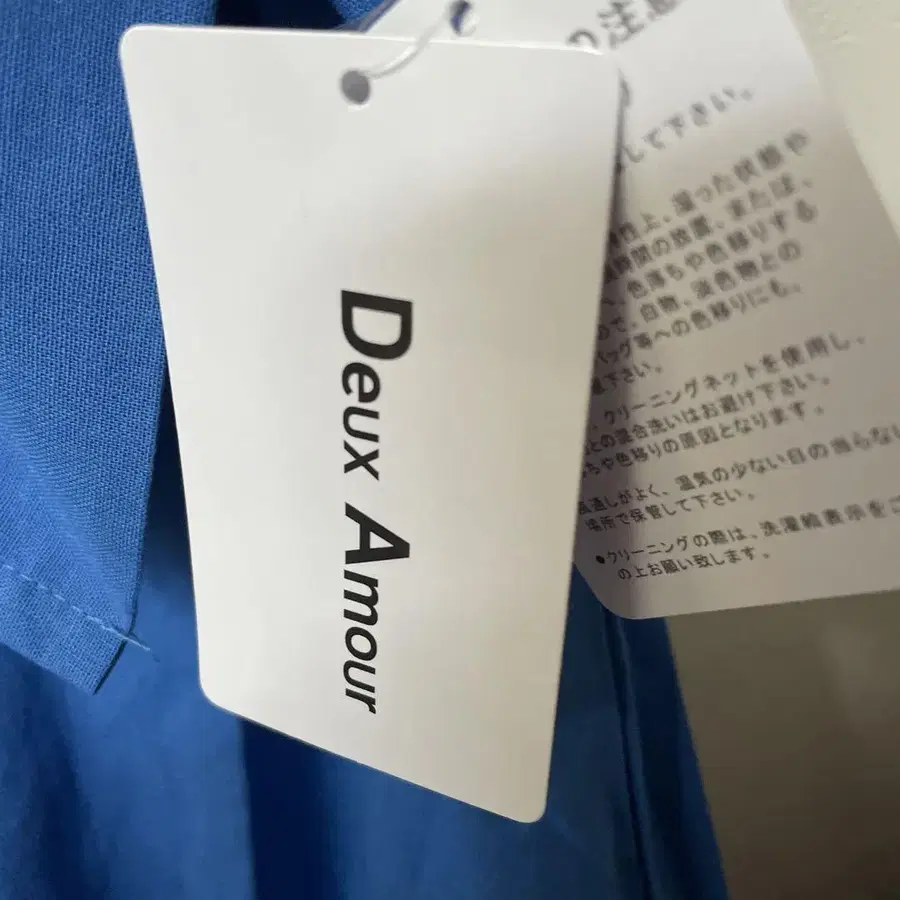 Deux Amour
の注意
して下さい。
性上、湿った状態や
時間の放置、または、
、色落ちや色移りする
ので、白物、淡色物との
バッグ等への色移りにも、
下さい。
クリーニングネットを使用し、
との混合洗いはお避け下さい。
ちや色移りの原因となります。
通しがよく、湿気の少ない日の当らない
場所で保管して下さい。
●クリーニングの際は、洗濯絵表示をご
の上お願い致します。